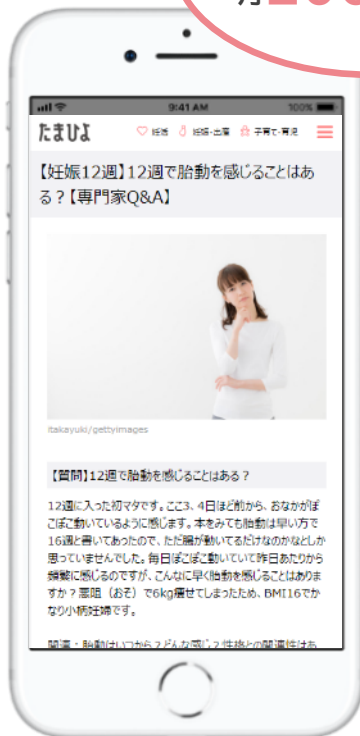 9:41 AM
100%
たまひよ
妊活
妊娠・出産
子育て・育児
【妊娠12週】12週で胎動を感じることはあ
る？【専門家Q&A】
itakayuki/gettyimages
【質問】12週で胎動を感じることはある？
12週に入った初マタです。ここ3、4日ほど前から、おなかがぽ
こぽこ動いているように感じます。本をみても胎動は早い方で
16週と書いてあったので、ただ腸が動いてるだけなのかなとしか
思っていませんでした。毎日ぽこぽこ動いていて昨日あたりから
頻繁に感じるのですが、こんなに早く胎動を感じることはありま
すか？悪阻（おそ）で6kg痩せてしまったため、BMI16でか
なり小柄妊婦です。
関連：胎動はいつから？どんな感じ？性格との関連性はあ